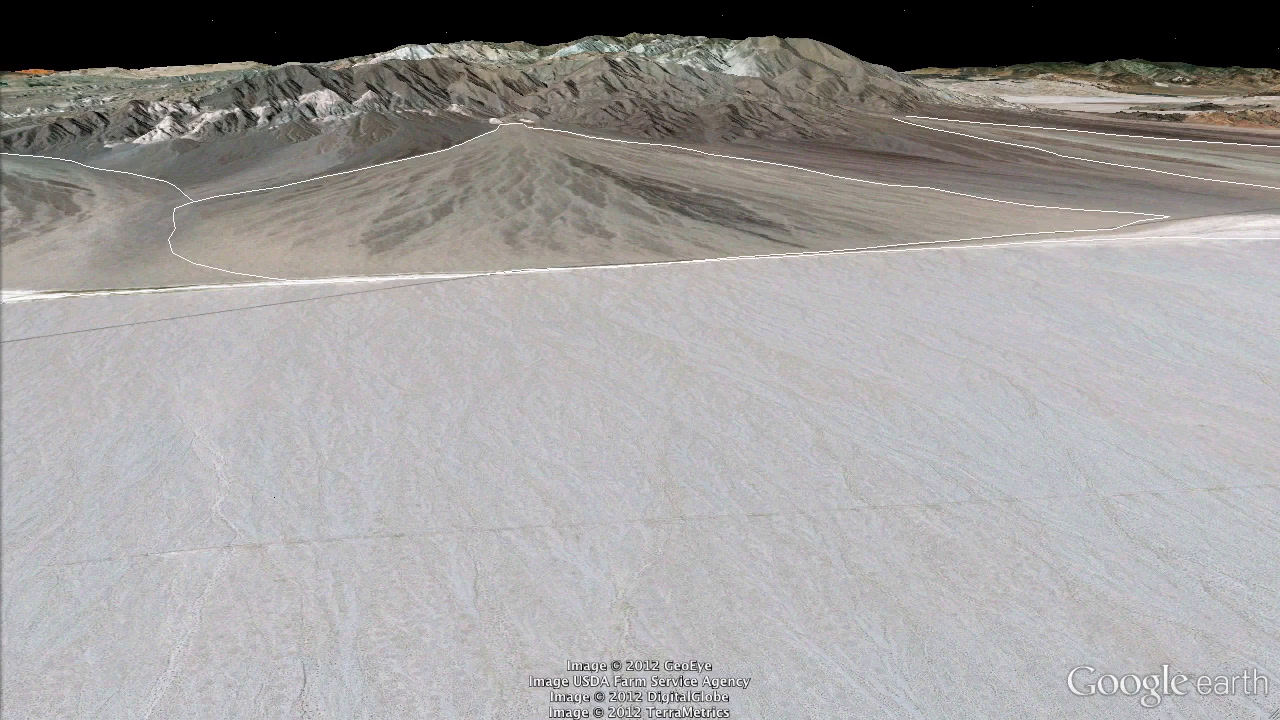 Image © 2012 GeoEye
Image USDA Farm Service Agency
Image © 2012 DigitalGlobe
Image © 2012 TerraMetrics
Google earth